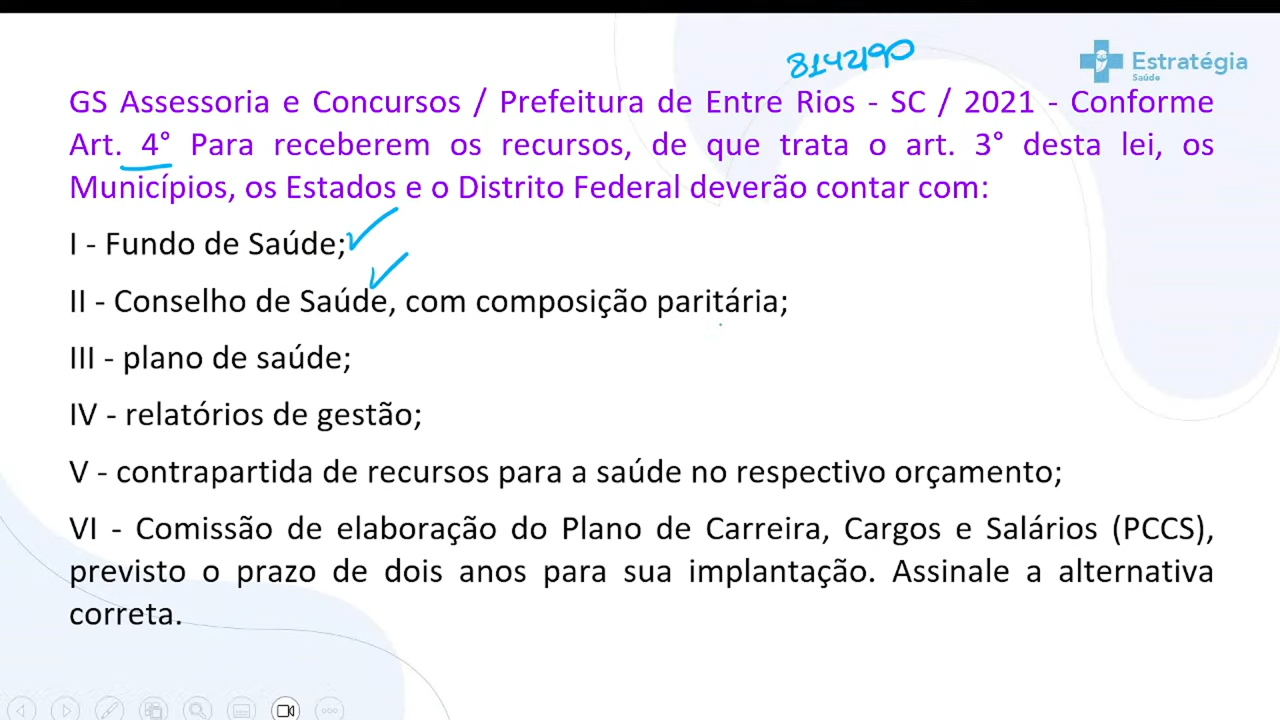 8142/90
Estratégia
Saúde
GS Assessoria e Concursos / Prefeitura de Entre Rios - SC / 2021 - Conforme
Art. 4° Para receberem os recursos, de que trata o art. 3° desta lei, os
Municípios, os Estados e o Distrito Federal deverão contar com:
I - Fundo de Saúde;
II - Conselho de Saúde, com composição paritária;
III - plano de saúde;
IV - relatórios de gestão;
V - contrapartida de recursos para a saúde no respectivo orçamento;
VI - Comissão de elaboração do Plano de Carreira, Cargos e Salários (PCCS),
previsto o prazo de dois anos para sua implantação. Assinale a alternativa
correta.